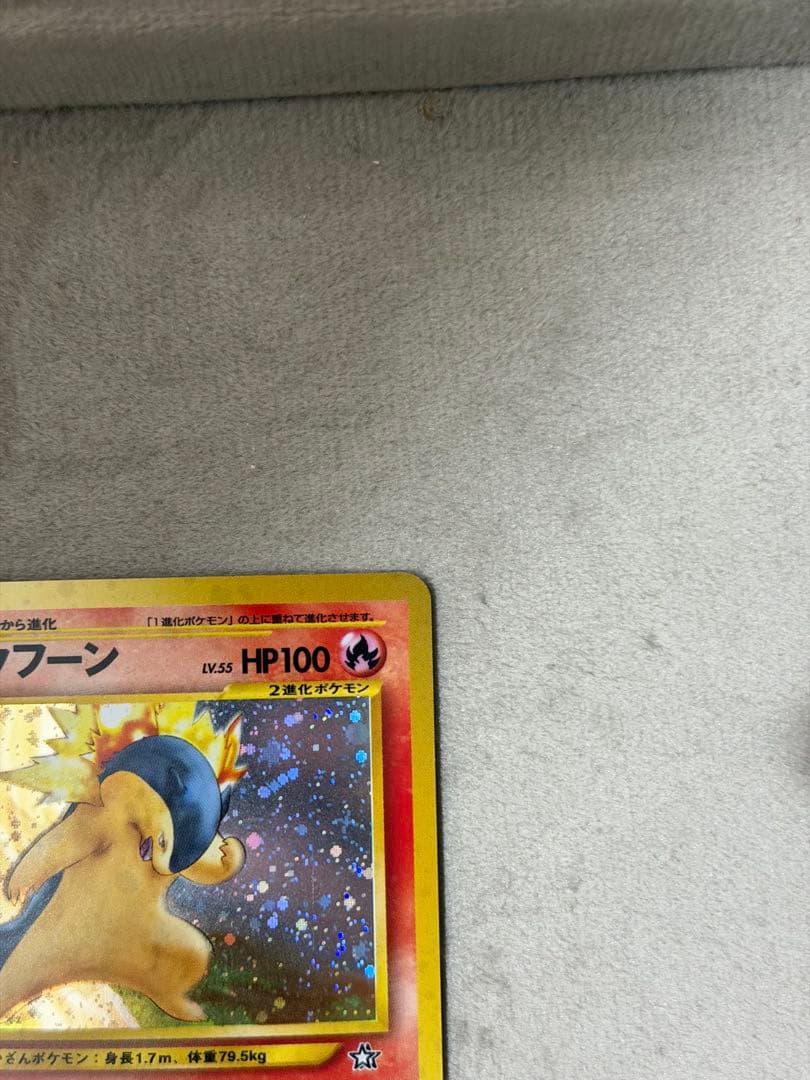 から進化
「1進化ポケモン」の上に重ねて進化させます。
フーン
LV.55 HP100
2進化ポケモン
ざんポケモン：身長1.7m、体重79.5kg